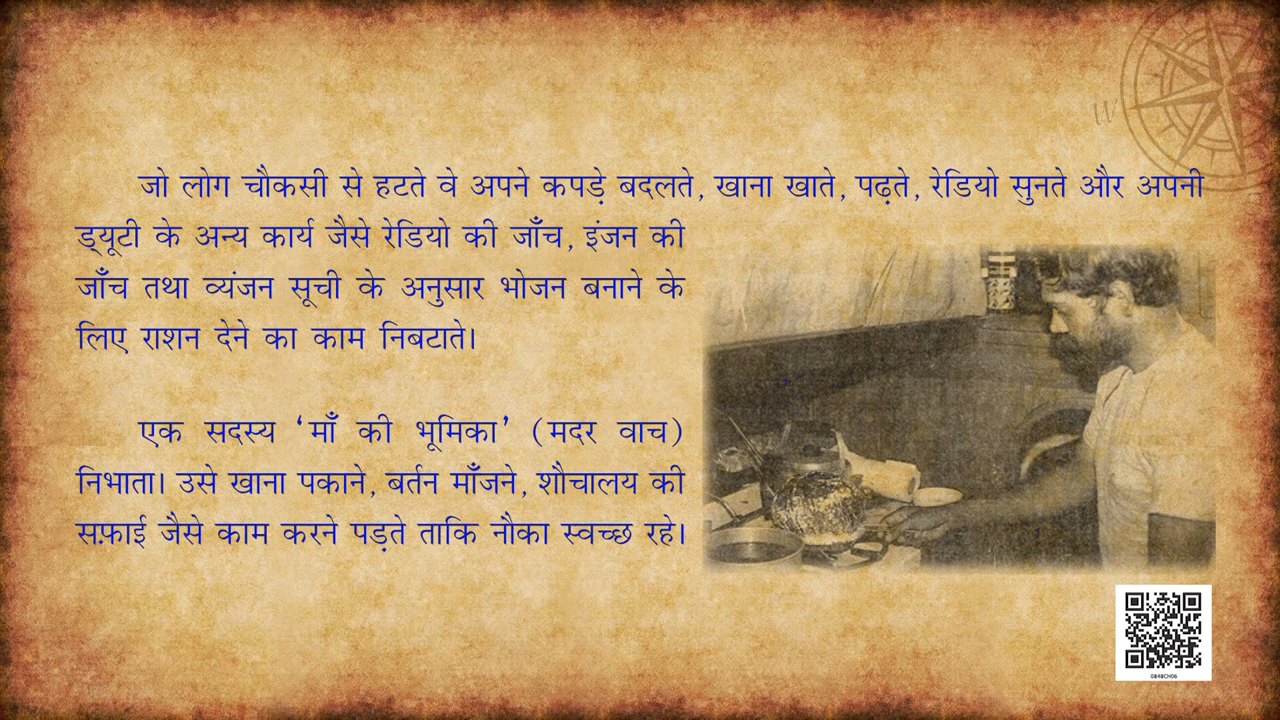 जो लोग चौकसी से हटते वे अपने कपड़े बदलते, खाना खाते, पढ़ते, रेडियो सुनते और अपनी
ड्यूटी के अन्य कार्य जैसे रेडियो की जाँच, इंजन की
जाँच तथा व्यंजन सूची के अनुसार भोजन बनाने के
लिए राशन देने का काम निबटाते।
एक सदस्य ‘माँ की भूमिका’ (मदर वाच)
निभाता। उसे खाना पकाने, बर्तन माँजने, शौचालय की
सफ़ाई जैसे काम करने पड़ते ताकि नौका स्वच्छ रहे।
W
0848CH06